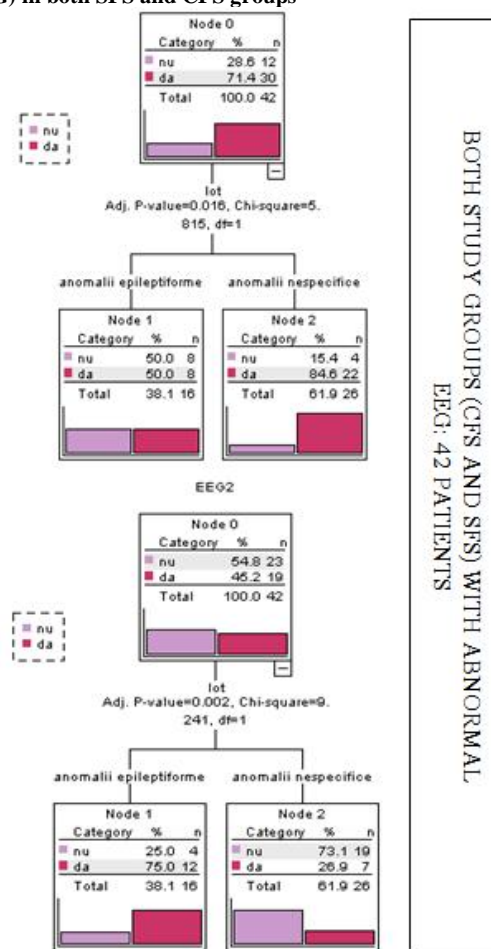 ) in both SFS and CFS groups
Node 0
Category % n
nu 28.6 12
da 71.4 30
Total 100.0 42
nu
da
lot
Adj. P-value=0.016, Chi-square=5.
815, df=1
anomalii epileptiforme anomalii nespecifice
Node 1
Category % n
nu 50.0 8
da 50.0 8
Total 38.1 16
Node 2
Category % n
nu 15.4 4
da 84.6 22
Total 61.9 26
EEG2
Node 0
Category % n
nu 54.8 23
da 45.2 19
Total 100.0 42
nu
da
lot
Adj. P-value=0.002, Chi-square=9.
241, df=1
anomalii epileptiforme anomalii nespecifice
Node 1
Category % n
nu 25.0 4
da 75.0 12
Total 38.1 16
Node 2
Category % n
nu 73.1 19
da 26.9 7
Total 61.9 26
BOTH STUDY GROUPS (CFS AND SFS) WITH ABNORMAL
EEG: 42 PATIENTS